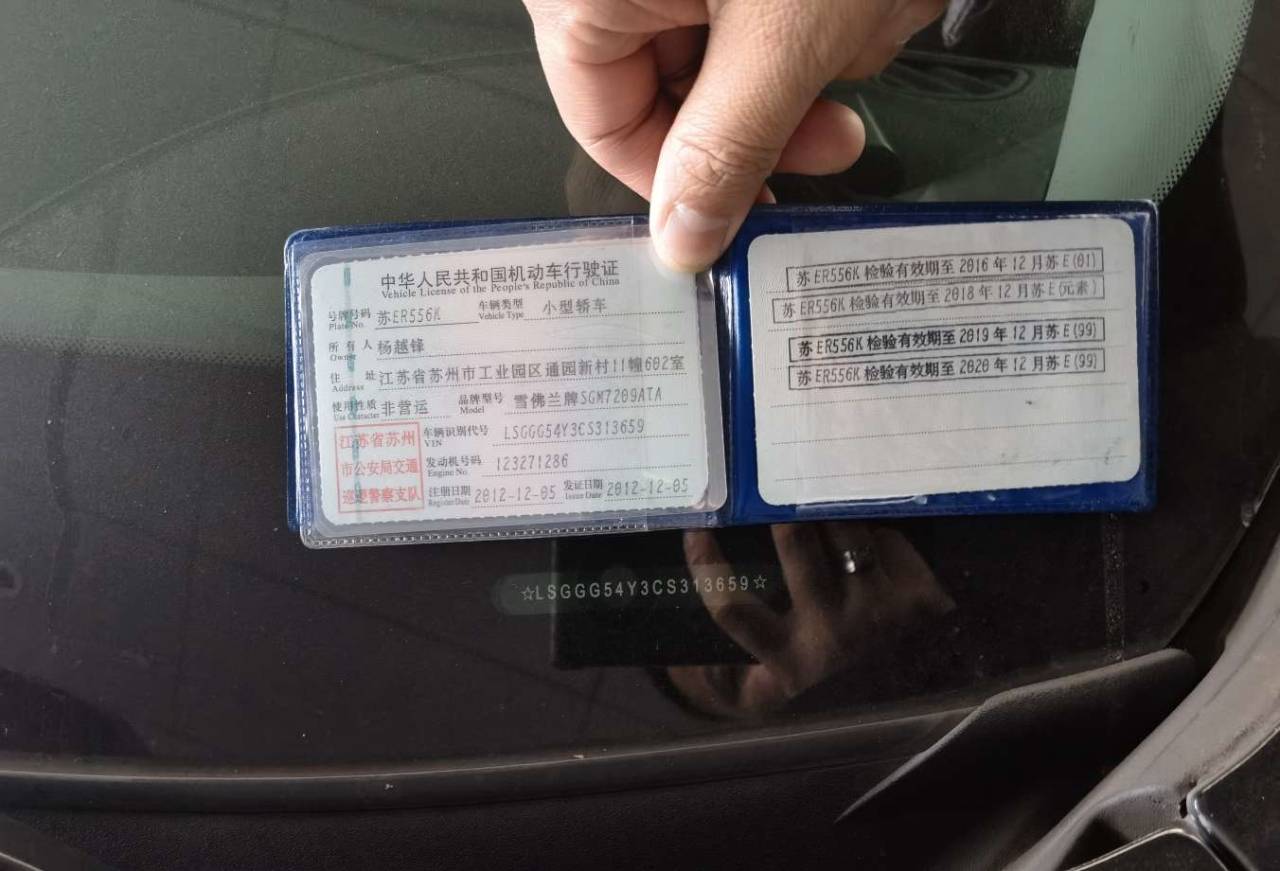 中华人民共和国机动车行驶证
Vehicle License of the People's Republic of China
号牌号码 苏ER556K 车辆类型 小型轿车
Plate No. Vehicle Type
所有人 杨越锋
Owner
住址 江苏省苏州市工业园区通园新村11幢602室
Address
使用性质 非营运 品牌型号 雪佛兰牌SGM7209ATA
Use Character Model
江苏省苏州
市公安局交通
巡逻警察支队
车辆识别代号 LSGGG54Y3CS313659
VIN
发动机号码 123271286
Engine No.
注册日期 2012-12-05 发证日期 2012-12-05
Register Date Issue Date
苏ER556K 检验有效期至 2016 年 12 月苏 E(01)
苏ER556K 检验有效期至 2018 年 12 月苏 E(元素)
苏ER556K 检验有效期至 2019 年 12 月苏 E(99)
苏ER556K 检验有效期至 2020 年 12 月苏 E(99)
☆LSGGG54Y3CS313659☆